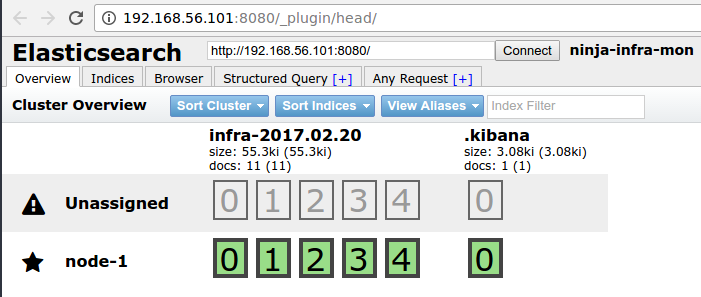 192.168.56.101:8080/_plugin/head/
Elasticsearch http://192.168.56.101:8080/ Connect ninja-infra-mon
Overview Indices Browser Structured Query [+] Any Request [+]
Cluster Overview Sort Cluster Sort Indices View Aliases Index Filter
infra-2017.02.20 .kibana
size: 55.3ki (55.3ki) size: 3.08ki (3.08ki)
docs: 11 (11) docs: 1 (1)
Unassigned 0 1 2 3 4 0
node-1 0 1 2 3 4 0